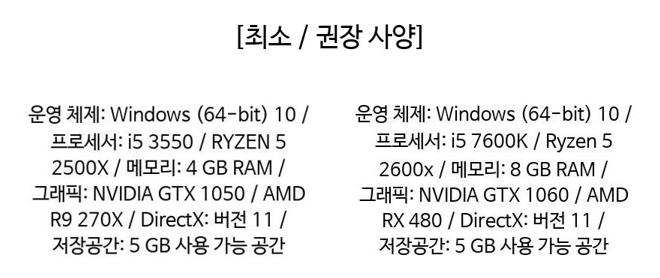 [최소 / 권장 사양]
운영 체제: Windows (64-bit) 10 /
프로세서: i5 3550 / RYZEN 5
2500X / 메모리: 4 GB RAM /
그래픽: NVIDIA GTX 1050 / AMD
R9 270X / DirectX: 버전 11 /
저장공간: 5 GB 사용 가능 공간
운영 체제: Windows (64-bit) 10 /
프로세서: i5 7600K / Ryzen 5
2600x / 메모리: 8 GB RAM /
그래픽: NVIDIA GTX 1060 / AMD
RX 480 / DirectX: 버전 11 /
저장공간: 5 GB 사용 가능 공간